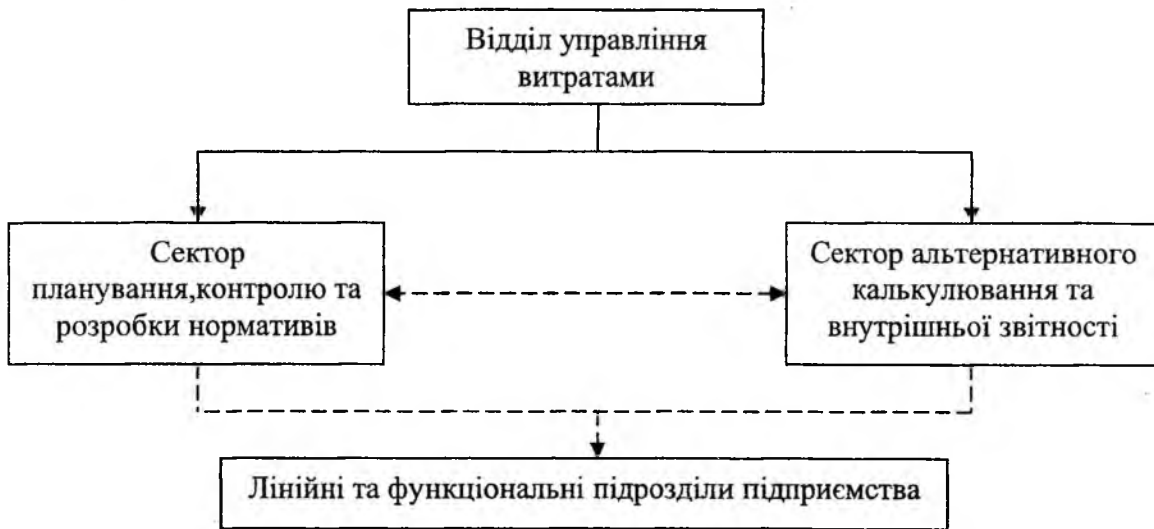 Відділ управління
витратами
Сектор
планування,контролю та
розробки нормативів
Сектор альтернативного
калькулювання та
внутрішньої звітності
Лінійні та функціональні підрозділи підприємства